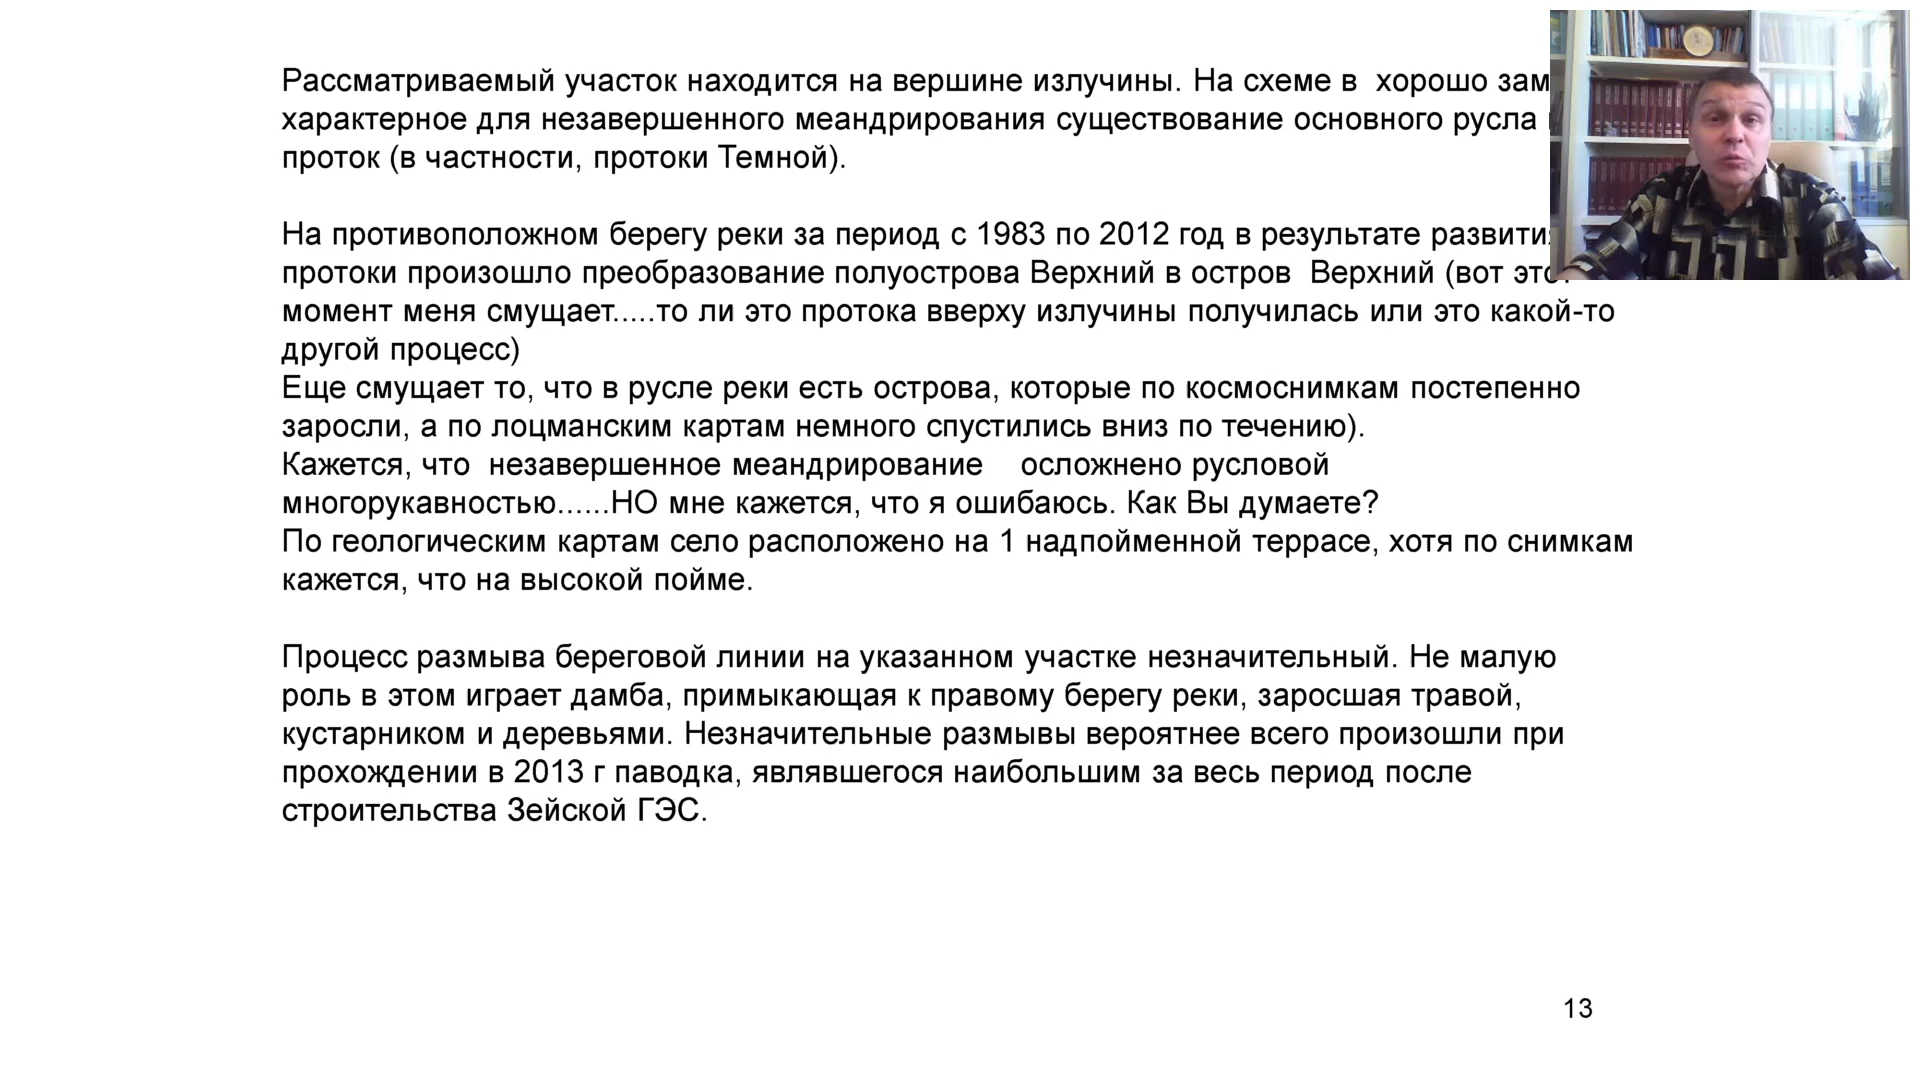 Рассматриваемый участок находится на вершине излучины. На схеме в хорошо
характерное для незавершенного меандрирования существование основного русла
проток (в частности, протоки Темной).
На противоположном берегу реки за период с 1983 по 2012 год в результате
протоки произошло преобразование полуострова Верхний в остров Верхний (вот
момент меня смущает.....то ли это протока вверху излучины получилась или это какой-то
другой процесс)
Еще смущает то, что в русле реки есть острова, которые по космоснимкам постепенно
заросли, а по лоцманским картам немного спустились вниз по течению).
Кажется, что незавершенное меандрирование осложнено русловой
многорукавностью......НО мне кажется, что я ошибаюсь. Как Вы думаете?
По геологическим картам село расположено на 1 надпойменной террасе, хотя по снимкам
кажется, что на высокой пойме.
Процесс размыва береговой линии на указанном участке незначительный. Не малую
роль в этом играет дамба, примыкающая к правому берегу реки, заросшая травой,
кустарником и деревьями. Незначительные размывы вероятнее всего произошли при
прохождении в 2013 г паводка, являвшегося наибольшим за весь период после
строительства Зейской ГЭС.
13